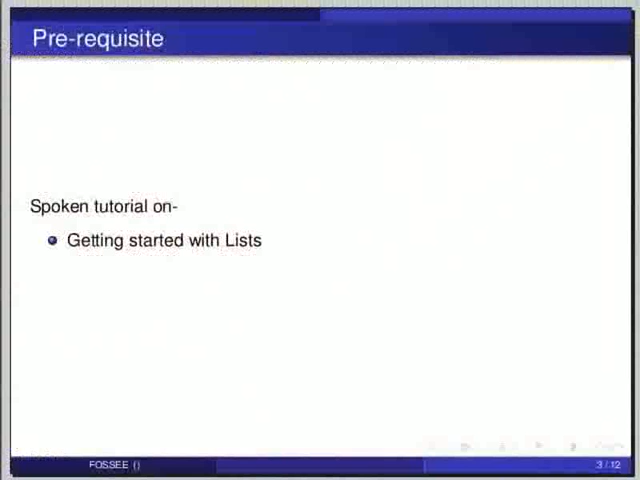 Pre-requisite
Spoken tutorial on-
Getting started with Lists
FOSSEE ()
3 / 12